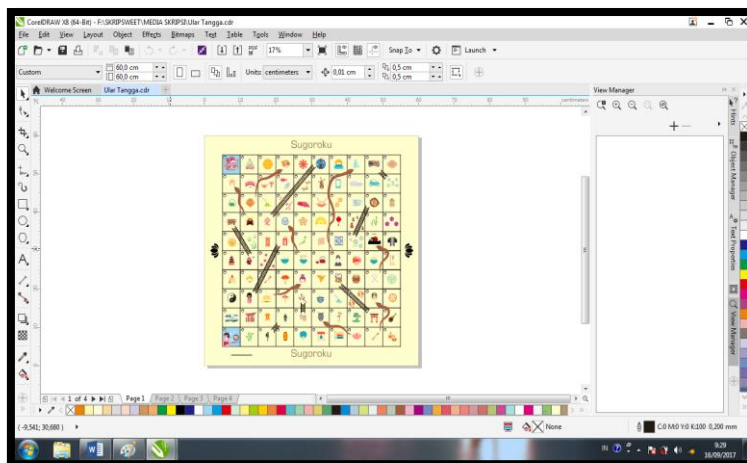 CorelDRAW X8 (64-Bit) - F:\SKRIPSWEET\MEDIA SKRIPSI\Ular Tangga.cdr
File Edit View Layout Object Effects Bitmaps Text Table Tools Window Help
17% Snap To Launch
Custom 60,0 cm 60,0 cm Units: centimeters 0,01 cm 0,5 cm 0,5 cm
Welcome Screen Ular Tangga.cdr
View Manager
centimeters
Sugoroku
Sugoroku
Hints
Object Manager
Text Properties
View Manager
1 of 4 Page 1 Page 2 Page 3 Page 4
( -9,541; 30,680 ) None C:0 M:0 Y:0 K:100 0,200 mm
IN 9:29
16/09/2017